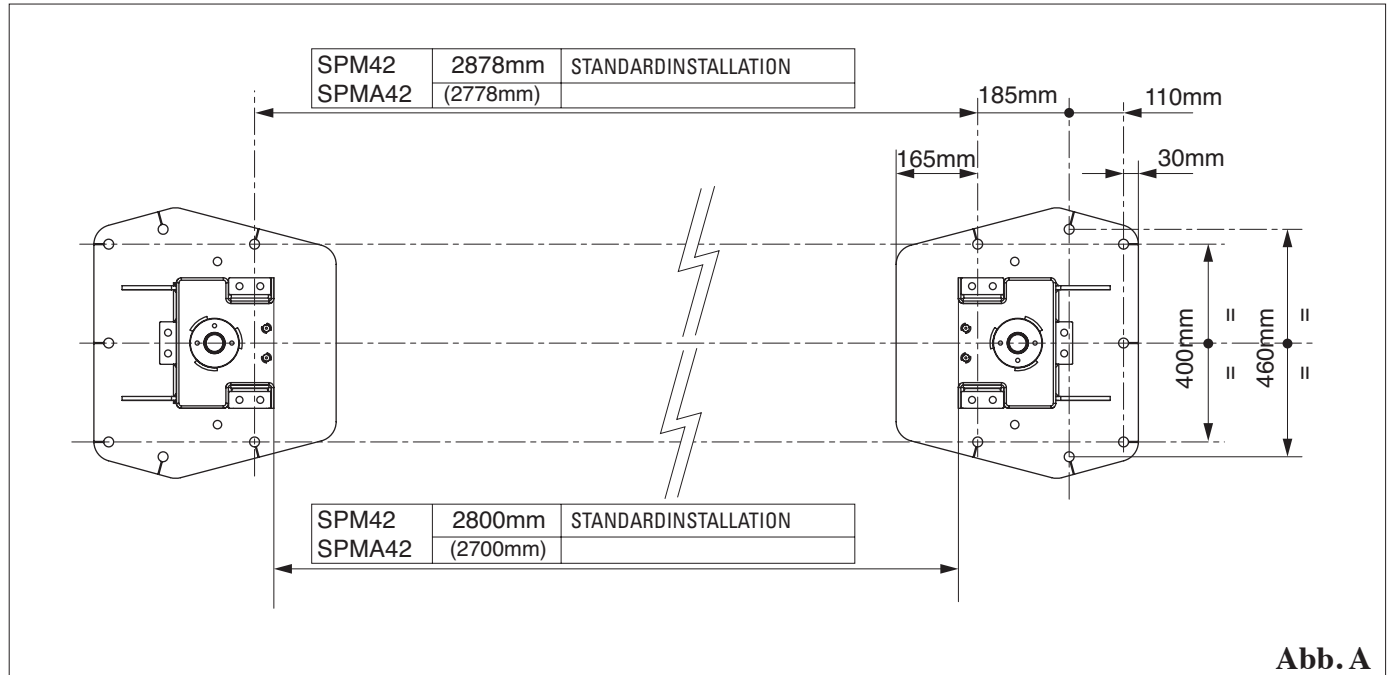 SPM42 2878mm STANDARDINSTALLATION
SPMA42 (2778mm)
185mm 110mm
165mm 30mm
400mm = =
460mm = =
SPM42 2800mm STANDARDINSTALLATION
SPMA42 (2700mm)
Abb. A